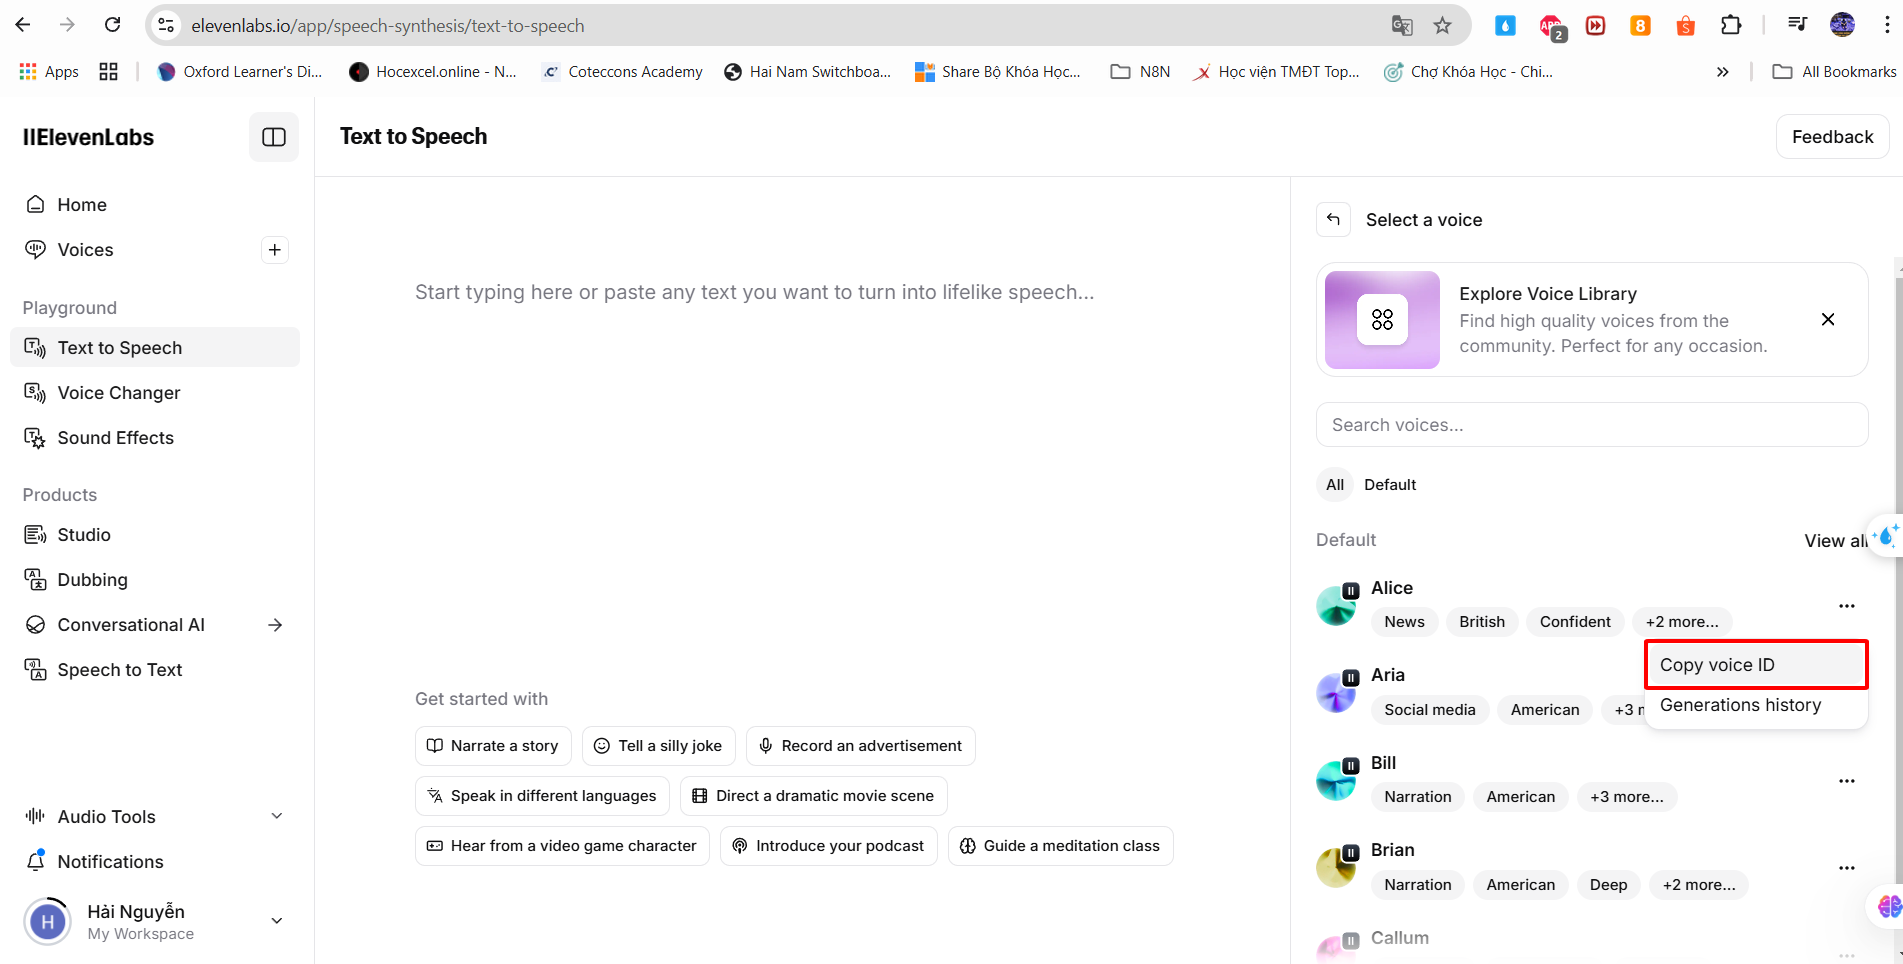 elevenlabs.io/app/speech-synthesis/text-to-speech
2
8
Apps
Oxford Learner's Di...
Hocexcel.online - N...
Coteccons Academy
Hai Nam Switchboa...
Share Bộ Khóa Học...
N8N
Học viện TMĐT Top...
Chợ Khóa Học - Chi...
All Bookmarks
IIElevenLabs
Text to Speech
Feedback
Home
Voices
Playground
Text to Speech
Voice Changer
Sound Effects
Products
Studio
Dubbing
Conversational AI
Speech to Text
Audio Tools
Notifications
H
Hải Nguyễn
My Workspace
Start typing here or paste any text you want to turn into lifelike speech...
Get started with
Narrate a story
Tell a silly joke
Record an advertisement
Speak in different languages
Direct a dramatic movie scene
Hear from a video game character
Introduce your podcast
Guide a meditation class
Select a voice
Explore Voice Library
Find high quality voices from the
community. Perfect for any occasion.
Search voices...
All Default
Default
View all
Alice
News British Confident +2 more...
Copy voice ID
Generations history
Aria
Social media American +3
Bill
Narration American +3 more...
Brian
Narration American Deep +2 more...
Callum